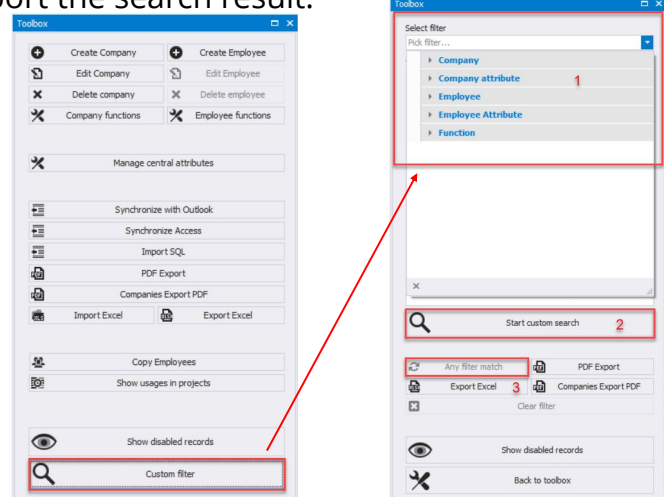 port the search result.
Toolbox
Create Company Create Employee
Edit Company Edit Employee
Delete company Delete employee
Company functions Employee functions
Manage central attributes
Synchronize with Outlook
Synchronize Access
Import SQL
PDF Export
Companies Export PDF
Import Excel Export Excel
Copy Employees
Show usages in projects
Show disabled records
Custom filter
Toolbox
Select filter
Pick filter...
Company
Company attribute 1
Employee
Employee Attribute
Function
Start custom search 2
Any filter match PDF Export
Export Excel 3 Companies Export PDF
Clear filter
Show disabled records
Back to toolbox